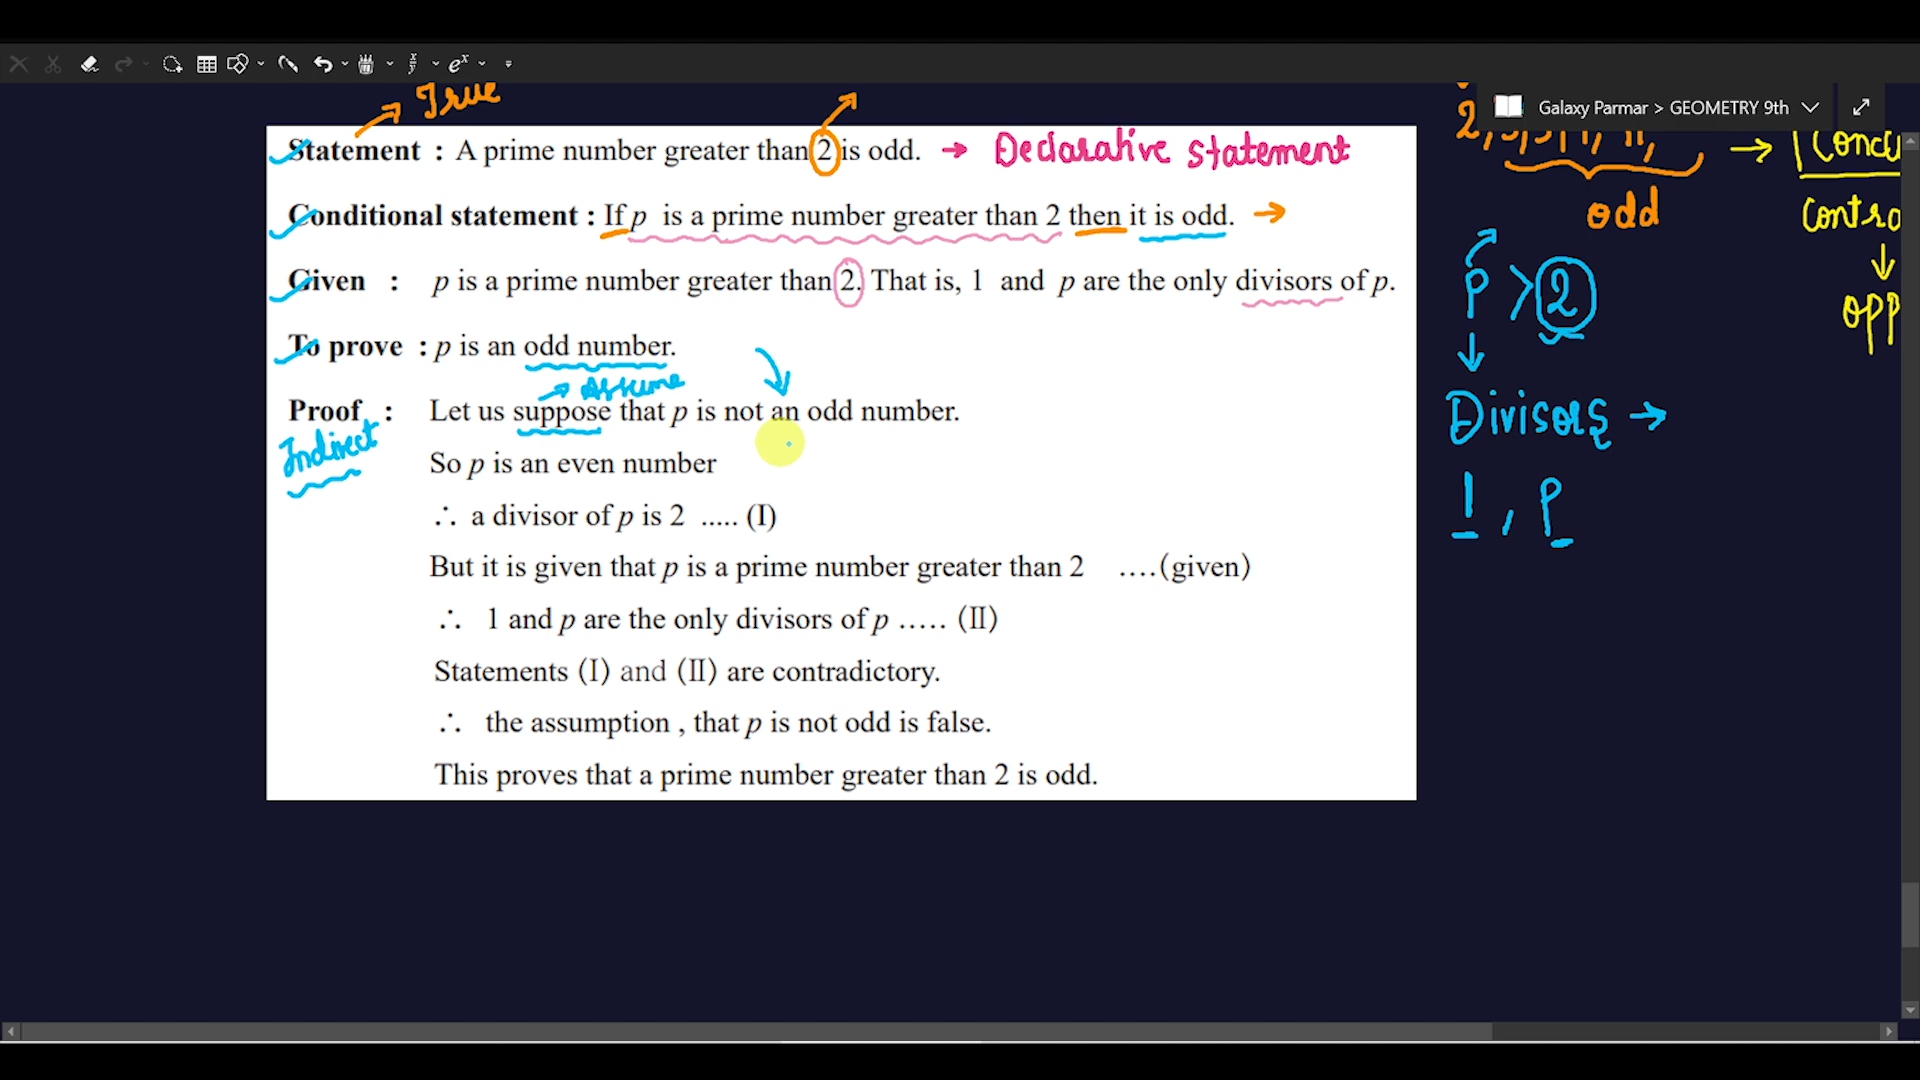 True
Galaxy Parmar > GEOMETRY 9th
Statement : A prime number greater than 2 is odd. → Declarative statement
Conditional statement : If p is a prime number greater than 2 then it is odd. →
Given : p is a prime number greater than 2. That is, 1 and p are the only divisors of p.
To prove : p is an odd number.
→ Assume
Proof : Let us suppose that p is not an odd number.
Indirect
So p is an even number
∴ a divisor of p is 2 ..... (I)
But it is given that p is a prime number greater than 2 ....(given)
∴ 1 and p are the only divisors of p ..... (II)
Statements (I) and (II) are contradictory.
∴ the assumption , that p is not odd is false.
This proves that a prime number greater than 2 is odd.
odd
p > 2
Divisors →
1 , p